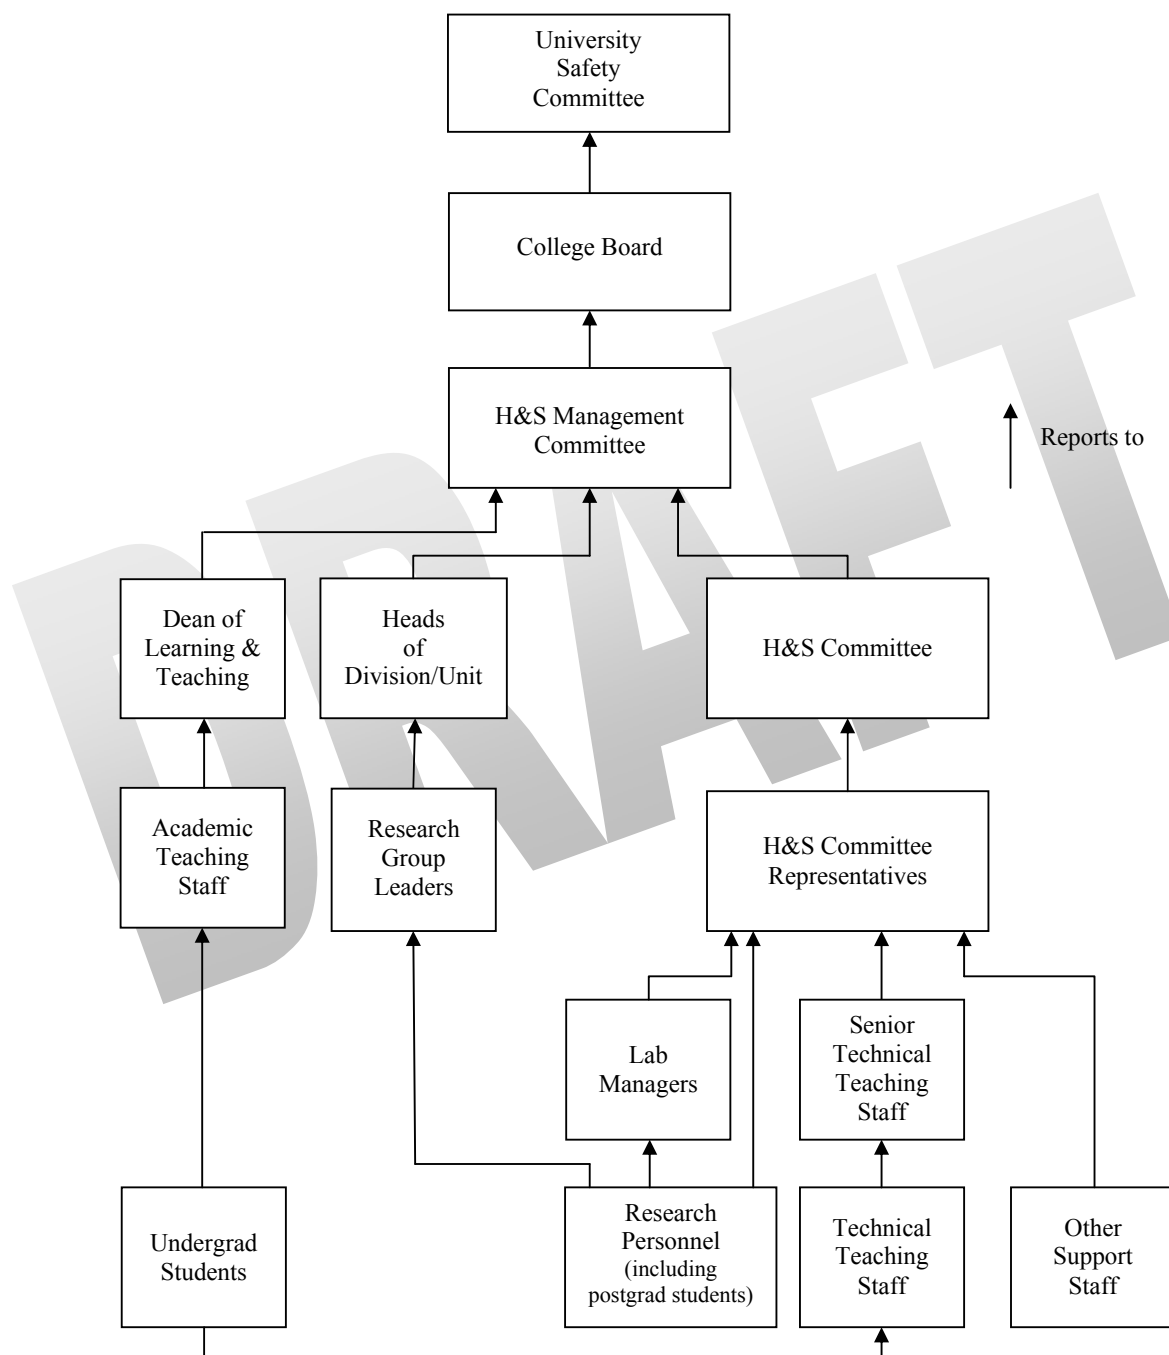 University
Safety
Committee
College Board
H&S Management
Committee
Reports to
DRAFT
Dean of
Learning &
Teaching
Heads
of
Division/Unit
H&S Committee
Academic
Teaching
Staff
Research
Group
Leaders
H&S Committee
Representatives
Lab
Managers
Senior
Technical
Teaching
Staff
Undergrad
Students
Research
Personnel
(including
postgrad students)
Technical
Teaching
Staff
Other
Support
Staff